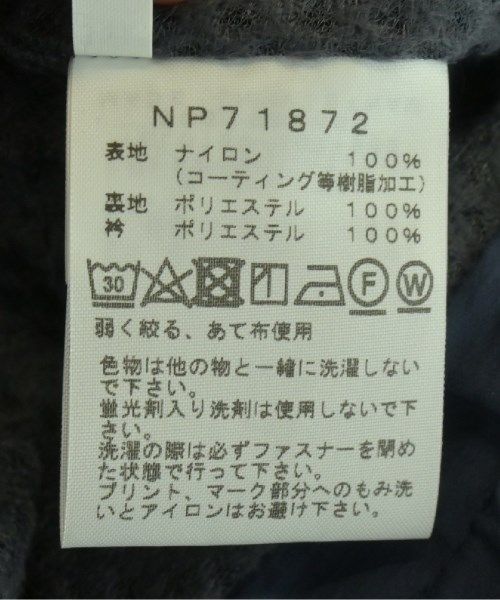 NP71872
表地 ナイロン 100%
(コーティング等樹脂加工)
裏地 ポリエステル 100%
衿 ポリエステル 100%
30 F W
弱く絞る、あて布使用
色物は他の物と一緒に洗濯しない
で下さい。
蛍光剤入り洗剤は使用しないで下
さい。
洗濯の際は必ずファスナーを閉め
た状態で行って下さい。
プリント、マーク部分へのもみ洗
いとアイロンはお避け下さい。